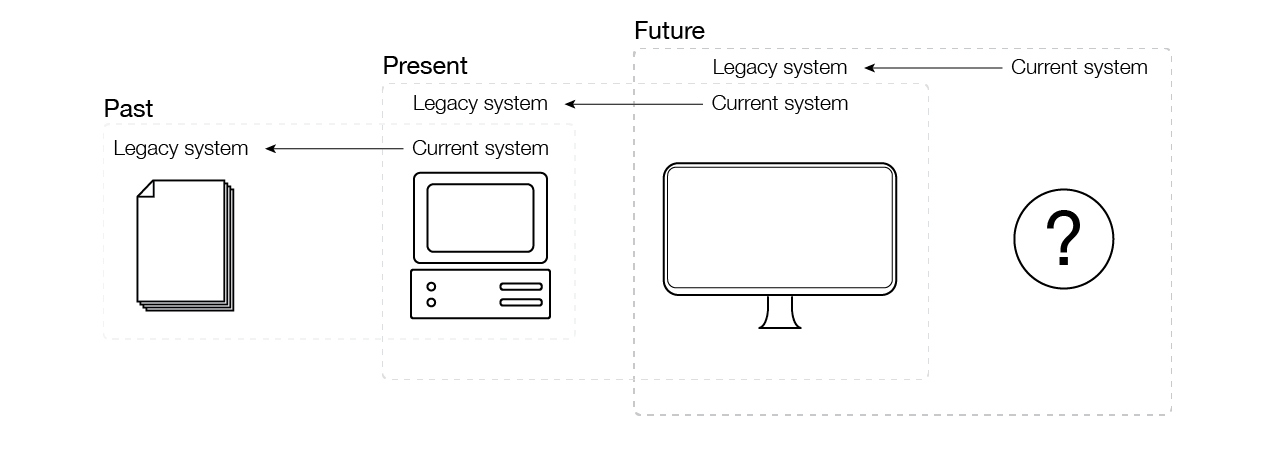 Future
Legacy system
Current system
Present
Legacy system
Current system
Past
Legacy system
Current system
?